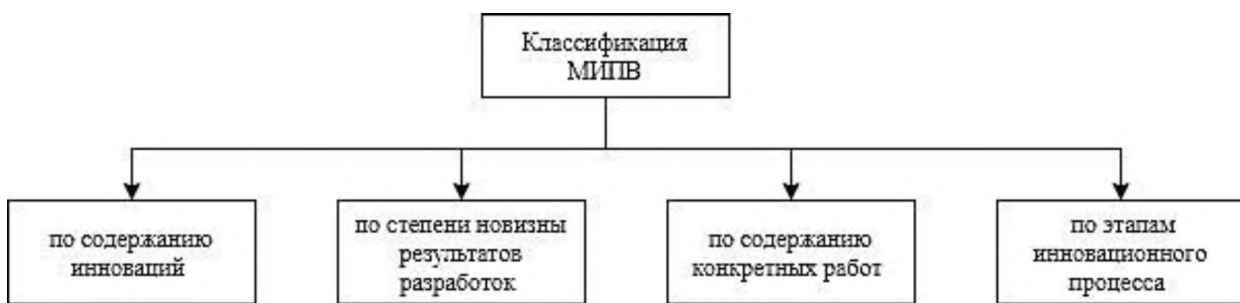 Классификация
МИПВ
по содержанию
инноваций
по степени новизны
результатов
разработок
по содержанию
конкретных работ
по этапам
инновационного
процесса